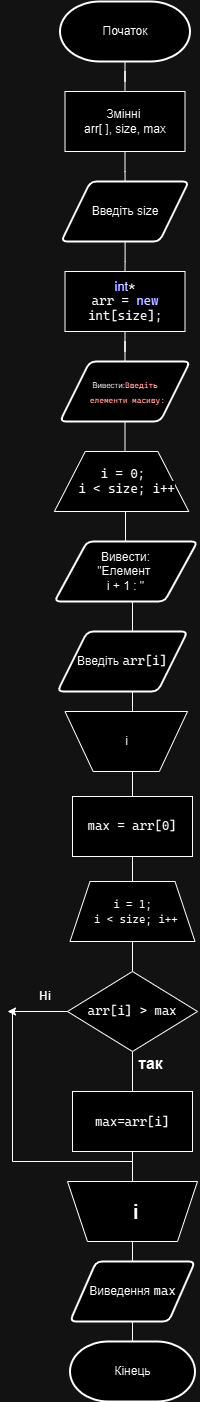 Початок
Змінні
arr[ ], size, max
Введіть size
int*
arr = new
int[size];
Вивести:Введіть
елементи масиву:
i = 0;
i < size; i++
Вивести:
"Елемент
i + 1 : "
Введіть arr[i]
i
max = arr[0]
i = 1;
i < size; i++
Ні
arr[i] > max
так
max=arr[i]
i
Виведення max
Кінець